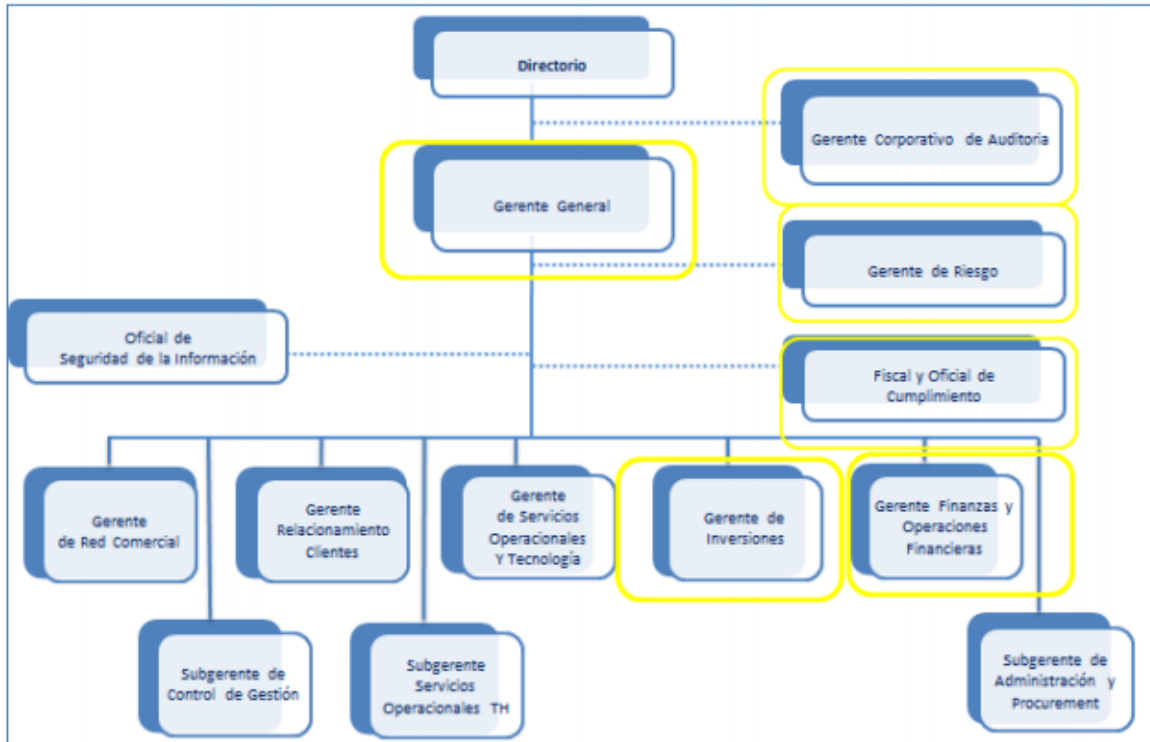 Directorio
Gerente Corporativo de Auditoria
Gerente General
Gerente de Riesgo
Oficial de
Seguridad de la Información
Fiscal y Oficial de
Cumplimiento
Gerente
de Red Comercial
Gerente
Relacionamiento
Clientes
Gerente
de Servicios
Operacionales
Y Tecnología
Gerente de
Inversiones
Gerente Finanzas y
Operaciones
Financieras
Subgerente de
Control de Gestión
Subgerente
Servicios
Operacionales TH
Subgerente de
Administración y
Procurement